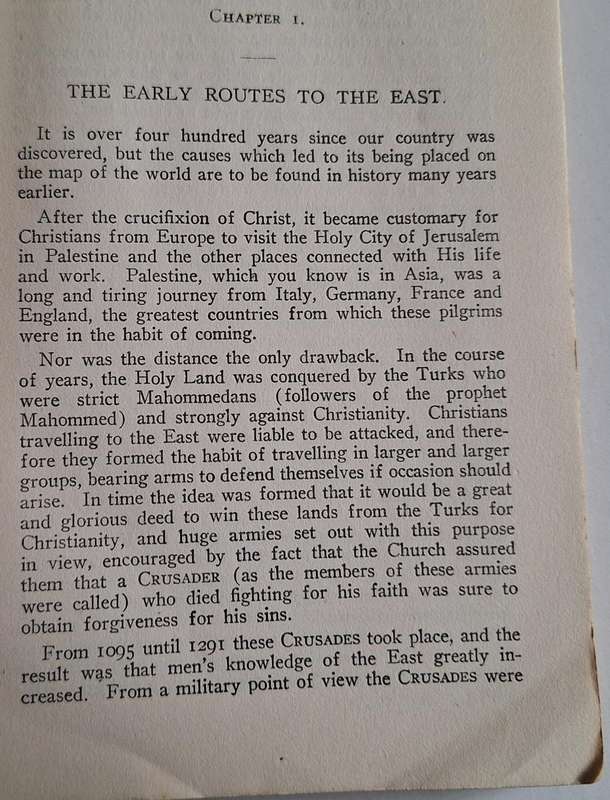 CHAPTER I.
THE EARLY ROUTES TO THE EAST.
It is over four hundred years since our country was
discovered, but the causes which led to its being placed on
the map of the world are to be found in history many years
earlier.
After the crucifixion of Christ, it became customary for
Christians from Europe to visit the Holy City of Jerusalem
in Palestine and the other places connected with His life
and work. Palestine, which you know is in Asia, was a
long and tiring journey from Italy, Germany, France and
England, the greatest countries from which these pilgrims
were in the habit of coming.
Nor was the distance the only drawback. In the course
of years, the Holy Land was conquered by the Turks who
were strict Mahommedans (followers of the prophet
Mahommed) and strongly against Christianity. Christians
travelling to the East were liable to be attacked, and there-
fore they formed the habit of travelling in larger and larger
groups, bearing arms to defend themselves if occasion should
arise. In time the idea was formed that it would be a great
and glorious deed to win these lands from the Turks for
Christianity, and huge armies set out with this purpose
in view, encouraged by the fact that the Church assured
them that a CRUSADER (as the members of these armies
were called) who died fighting for his faith was sure to
obtain forgiveness for his sins.
From 1095 until 1291 these CRUSADES took place, and the
result was that men's knowledge of the East greatly in-
creased. From a military point of view the CRUSADES were